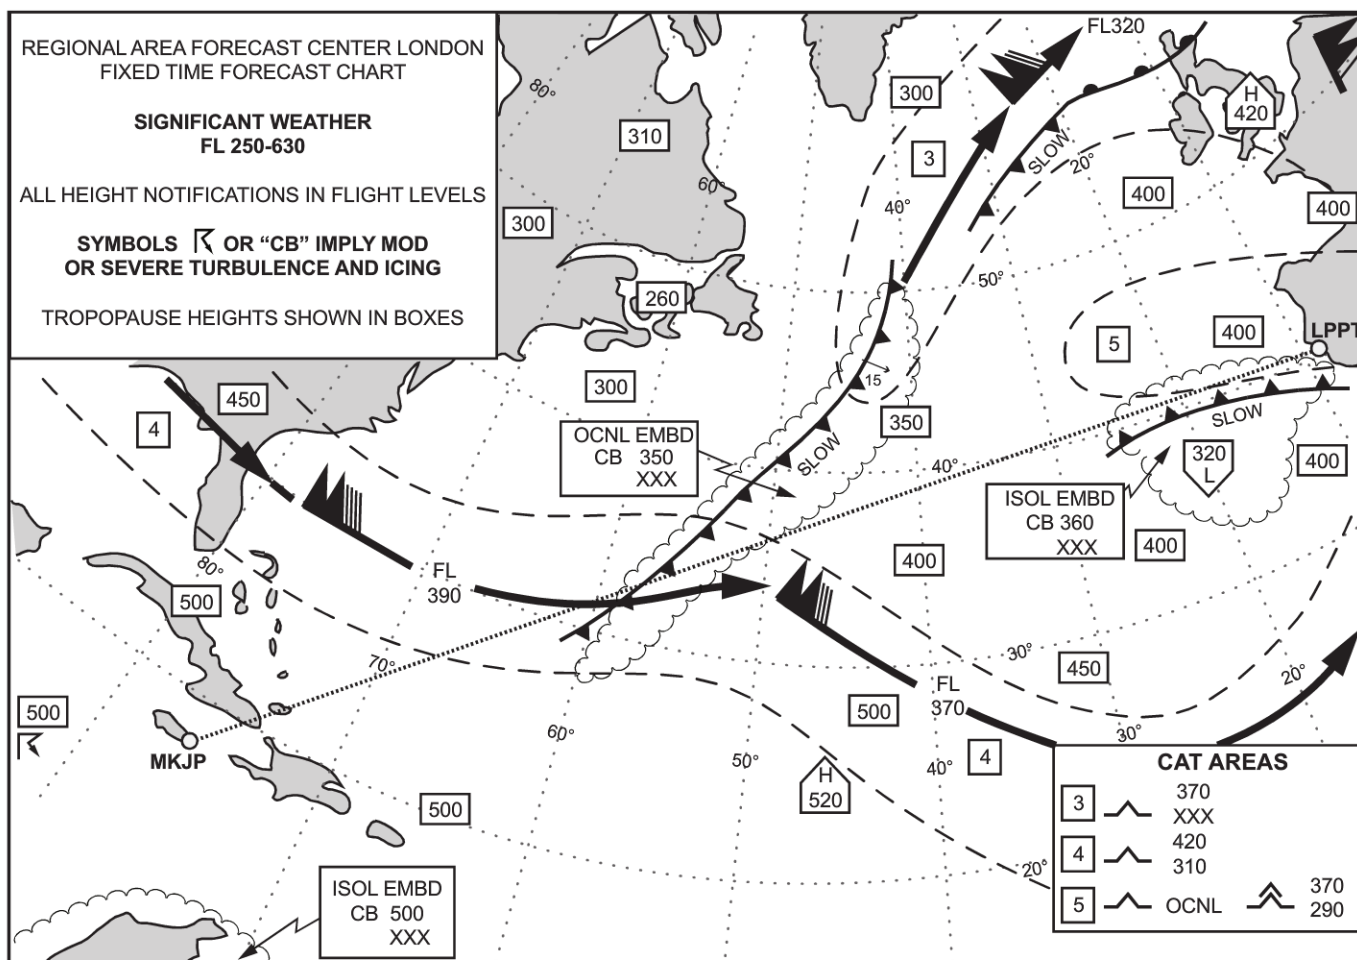 REGIONAL AREA FORECAST CENTER LONDON
FIXED TIME FORECAST CHART
SIGNIFICANT WEATHER
FL 250-630
ALL HEIGHT NOTIFICATIONS IN FLIGHT LEVELS
SYMBOLS OR “CB” IMPLY MOD
OR SEVERE TURBULENCE AND ICING
TROPOPAUSE HEIGHTS SHOWN IN BOXES
FL320
80°
300
310
3
SLOW
20°
H
420
60°
400
400
40°
300
50°
260
5
400
LPPT
300
15
450
4
350
SLOW
OCNL EMBD
CB 350
XXX
SLOW
40°
320
L
400
ISOL EMBD
CB 360
XXX
400
400
80°
FL
390
500
70°
30°
450
20°
FL
370
500
500
60°
50°
40°
4
30°
MKJP
H
520
500
20°
ISOL EMBD
CB 500
XXX
CAT AREAS
3 370
XXX
4 420
310
5 OCNL 370
290